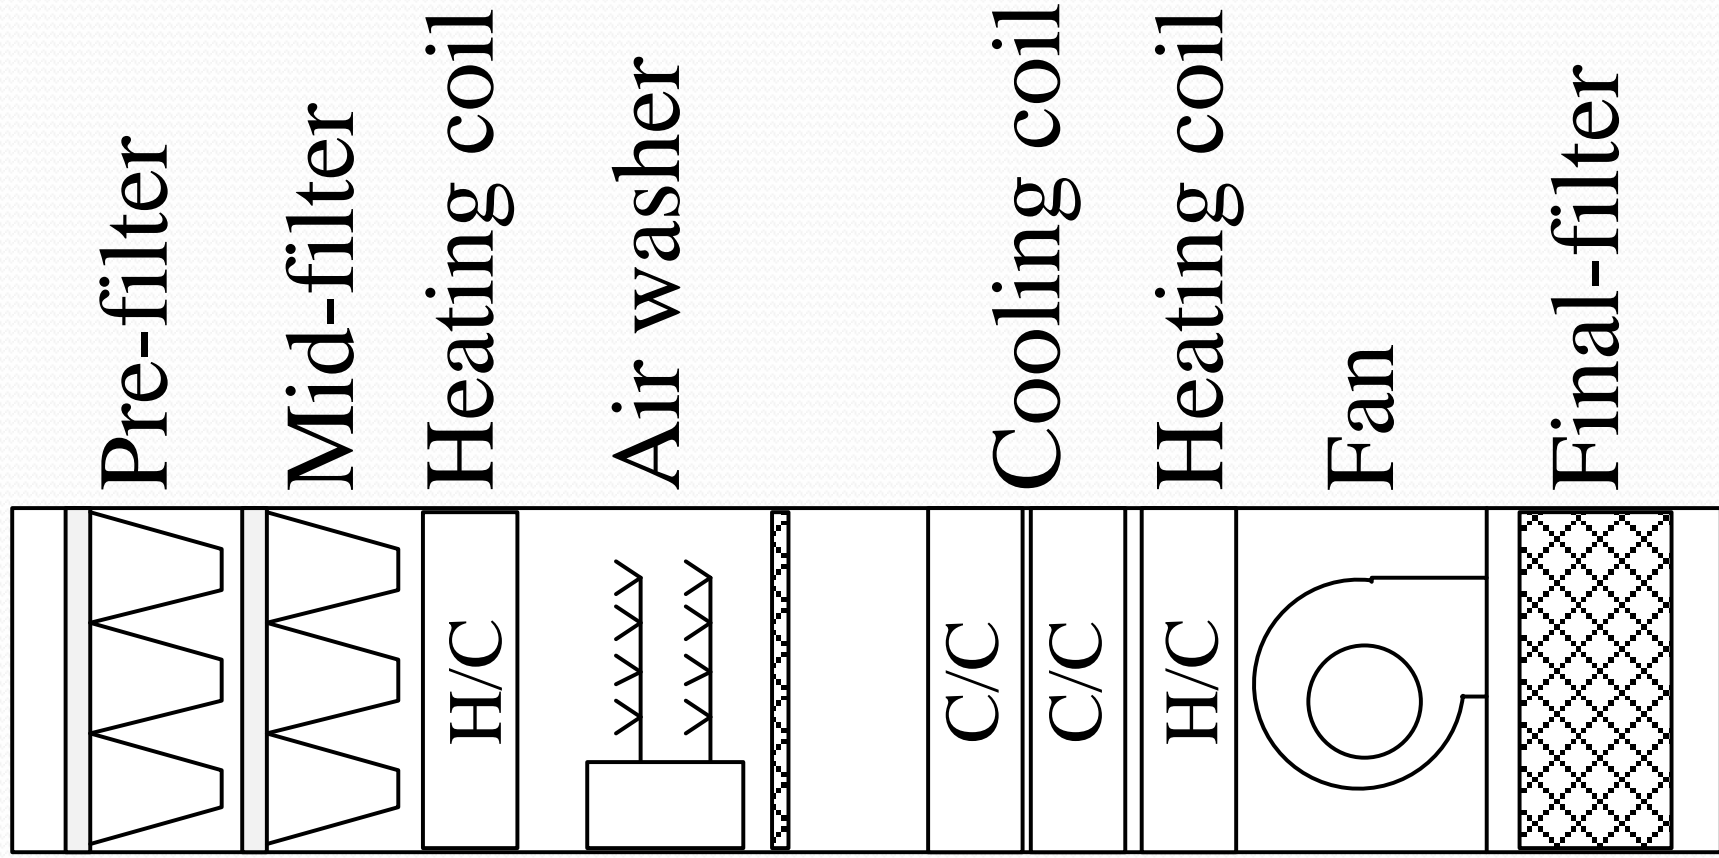 Pre-filter
Mid-filter
Heating coil
Air washer
Cooling coil
Heating coil
Fan
Final-filter
H/C
C/C
C/C
H/C